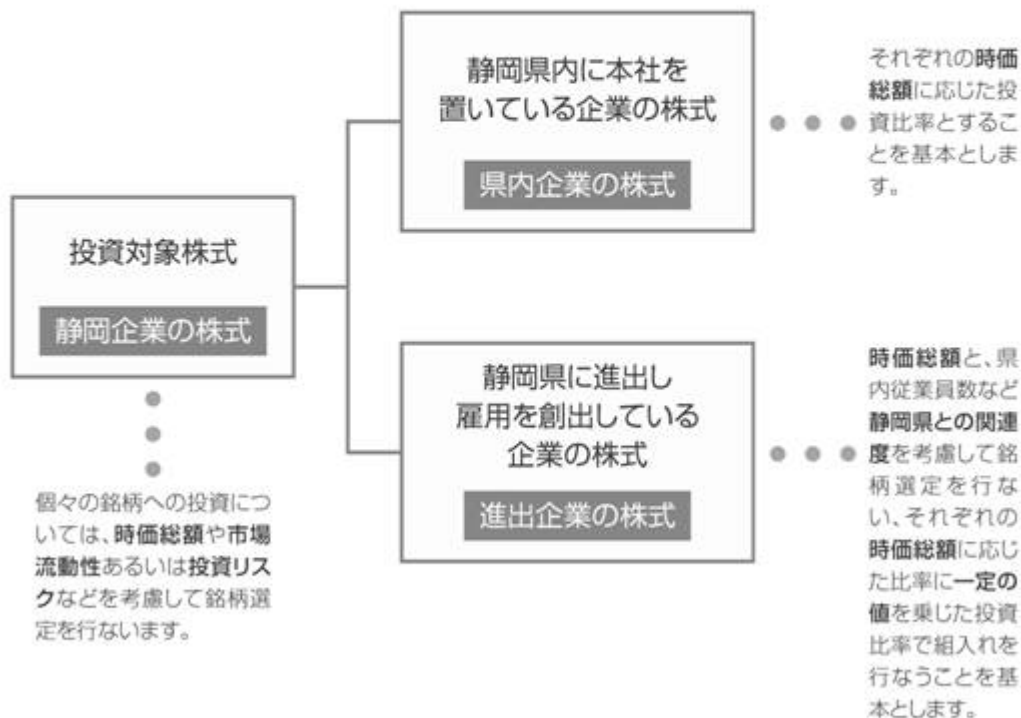 投資対象株式
静岡企業の株式
個々の銘柄への投資につ
いては、時価総額や市場
流動性あるいは投資リス
クなどを考慮して銘柄選
定を行ないます。
静岡県内に本社を
置いている企業の株式
県内企業の株式
それぞれの時価
総額に応じた投
資比率とするこ
とを基本としま
す。
静岡県に進出し
雇用を創出している
企業の株式
進出企業の株式
時価総額と、県
内従業員数など
静岡県との関連
度を考慮して銘
柄選定を行な
い、それぞれの
時価総額に応じ
た比率に一定の
値を乗じた投資
比率で組入れを
行なうことを基
本とします。